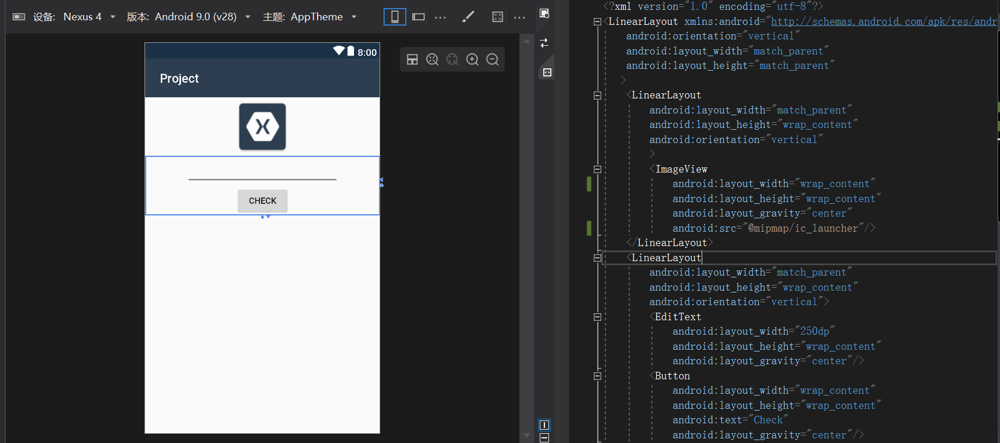 设备: Nexus 4 版本: Android 9.0 (v28) 主题: AppTheme
8:00
Project
X
CHECK
<?xml version="1.0" encoding="utf-8"?>
<LinearLayout xmlns:android="http://schemas.android.com/apk/res/andr
android:orientation="vertical"
android:layout_width="match_parent"
android:layout_height="match_parent"
>
<LinearLayout
android:layout_width="match_parent"
android:layout_height="wrap_content"
android:orientation="vertical"
>
<ImageView
android:layout_width="wrap_content"
android:layout_height="wrap_content"
android:layout_gravity="center"
android:src="@mipmap/ic_launcher"/>
</LinearLayout>
<LinearLayout
android:layout_width="match_parent"
android:layout_height="wrap_content"
android:orientation="vertical">
<EditText
android:layout_width="250dp"
android:layout_height="wrap_content"
android:layout_gravity="center"/>
<Button
android:layout_width="wrap_content"
android:layout_height="wrap_content"
android:text="Check"
android:layout_gravity="center"/>